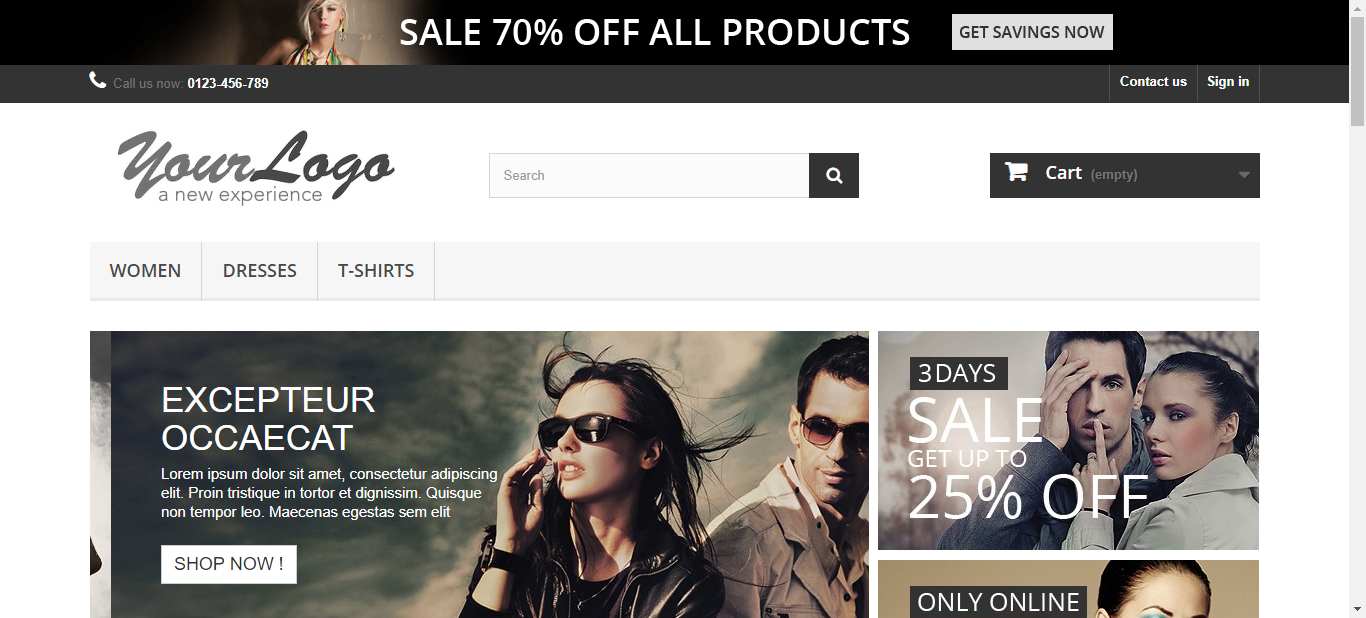 SALE 70% OFF ALL PRODUCTS
GET SAVINGS NOW
Call us now: 0123-456-789
Contact us
Sign in
YourLogo
a new experience
Search
Cart (empty)
WOMEN
DRESSES
T-SHIRTS
EXCEPTEUR
OCCAECAT
Lorem ipsum dolor sit amet, consectetur adipiscing
elit. Proin tristique in tortor et dignissim. Quisque
non tempor leo. Maecenas egestas sem elit
SHOP NOW !
3 DAYS
SALE
GET UP TO
25% OFF
ONLY ONLINE